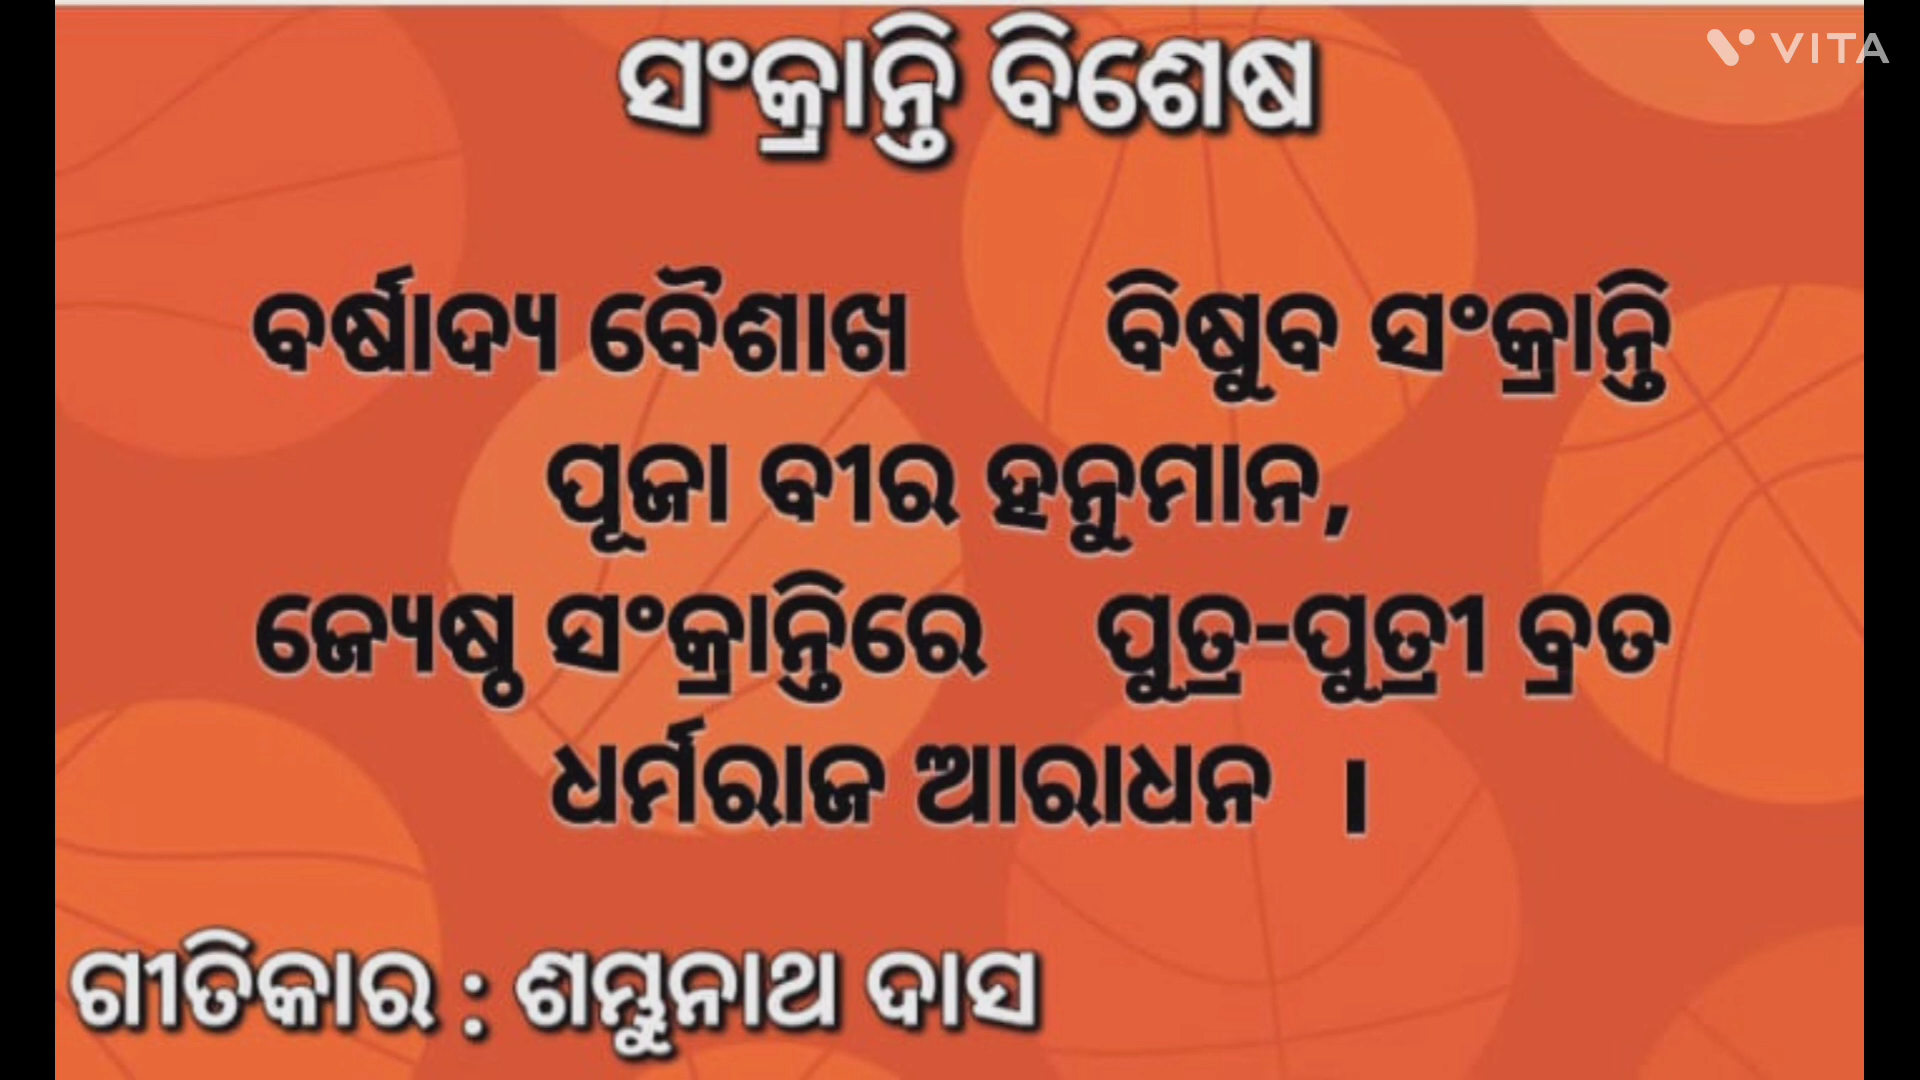 ସଂକ୍ରାନ୍ତି ବିଶେଷ
VITA
ବର୍ଷାଦ୍ୟ ବୈଶାଖ ବିଷୁବ ସଂକ୍ରାନ୍ତି
ପୂଜା ବୀର ହନୁମାନ,
ଜ୍ୟେଷ୍ଠ ସଂକ୍ରାନ୍ତିରେ ପୁତ୍ର-ପୁତ୍ରୀ ବ୍ରତ
ଧର୍ମରାଜ ଆରାଧନ ।
ଗୀତିକାର : ଶମ୍ଭୁନାଥ ଦାସ